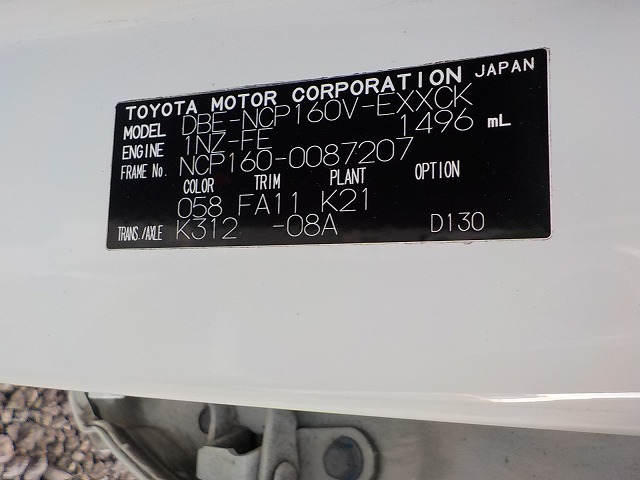 TOYOTA MOTOR CORPORATION JAPAN
MODEL DBE-NCP160V-EXXCK
ENGINE 1NZ-FE 1496 mL
FRAME No. NCP160-0087207
COLOR TRIM PLANT OPTION
058 FA11 K21
TRANS./AXLE K312 -08A D130